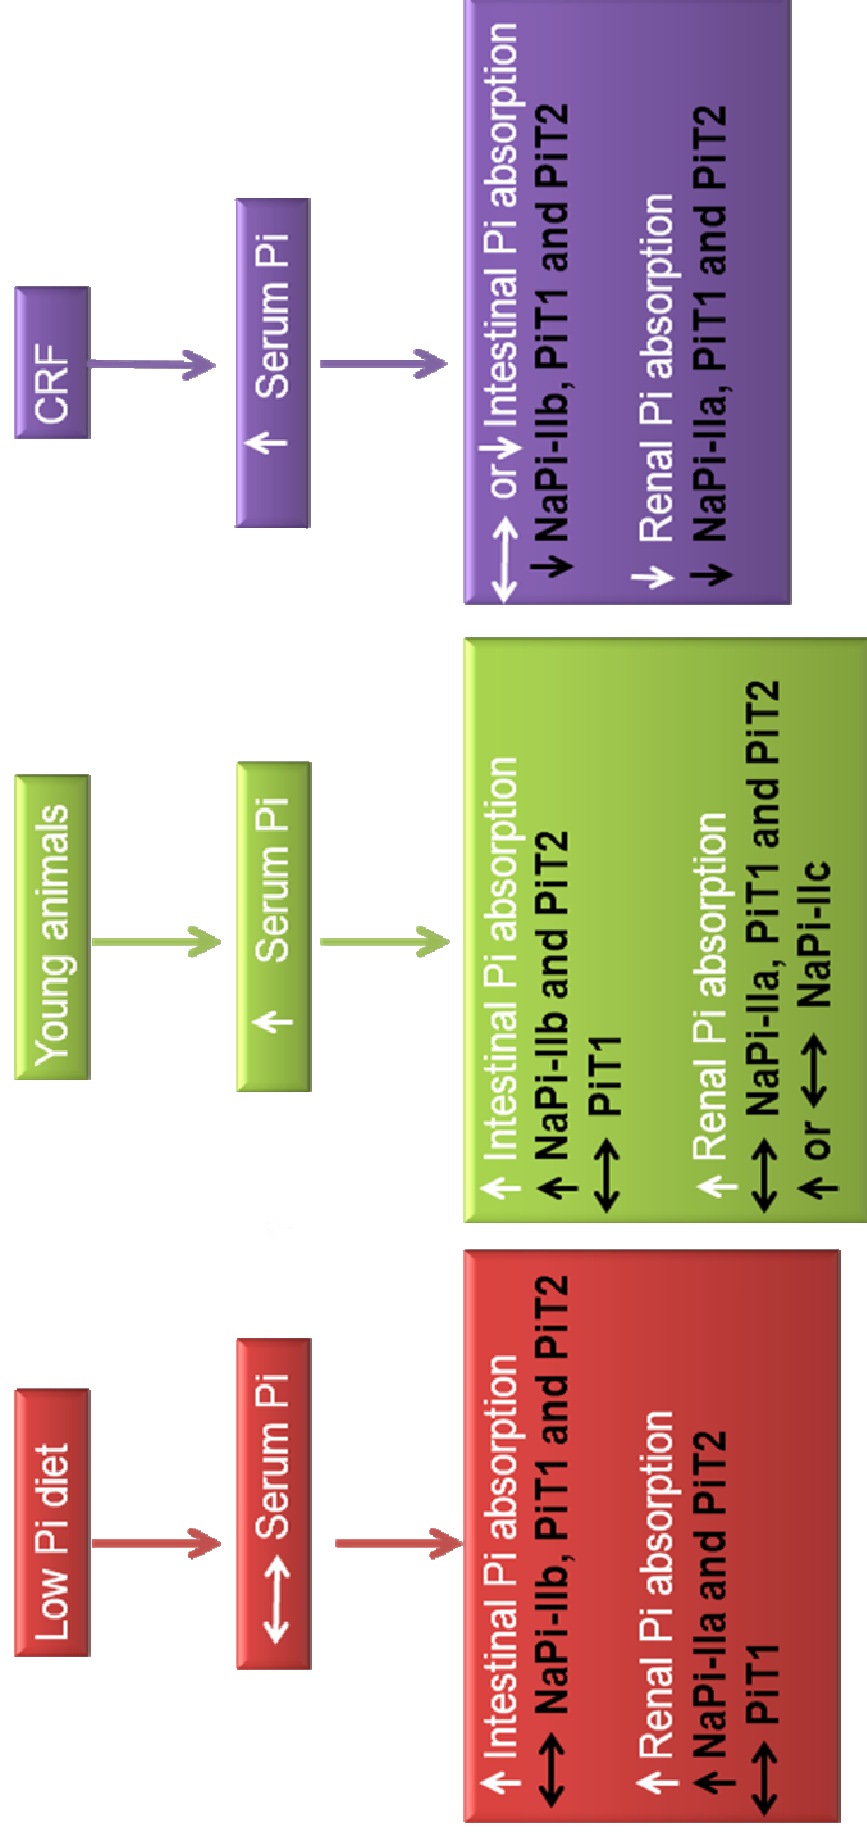 Low Pi diet
↔ Serum Pi
↑ Intestinal Pi absorption
↔ NaPi-IIb, PiT1 and PiT2
↑ Renal Pi absorption
↑ NaPi-IIa and PiT2
↔ PiT1
Young animals
↑ Serum Pi
↑ Intestinal Pi absorption
↑ NaPi-IIb and PiT2
↔ PiT1
↑ Renal Pi absorption
↔ NaPi-IIa, PiT1 and PiT2
↑ or ↔ NaPi-IIc
CRF
↑ Serum Pi
↔ or ↓ Intestinal Pi absorption
↓ NaPi-IIb, PiT1 and PiT2
↓ Renal Pi absorption
↓ NaPi-IIa, PiT1 and PiT2